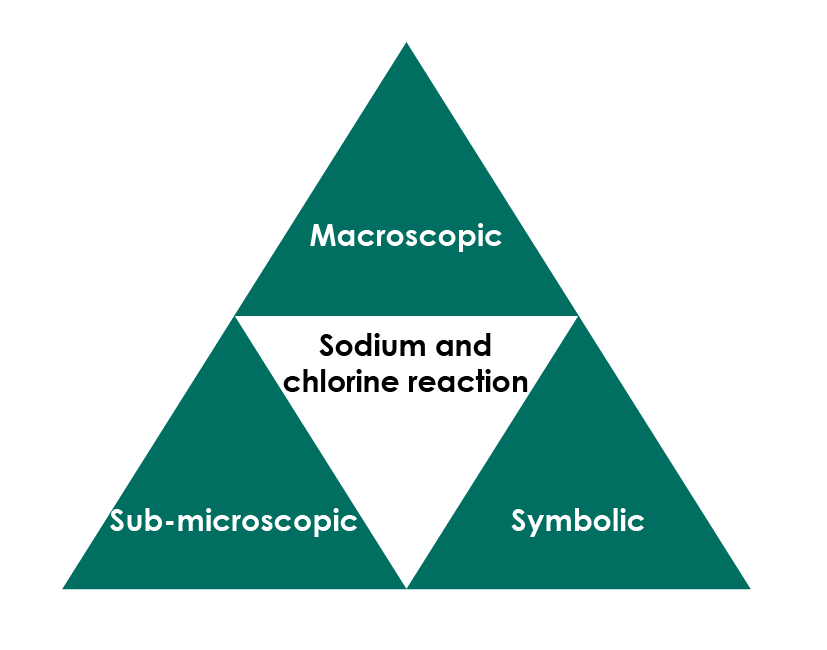 Macroscopic
Sodium and
chlorine reaction
Sub-microscopic
Symbolic